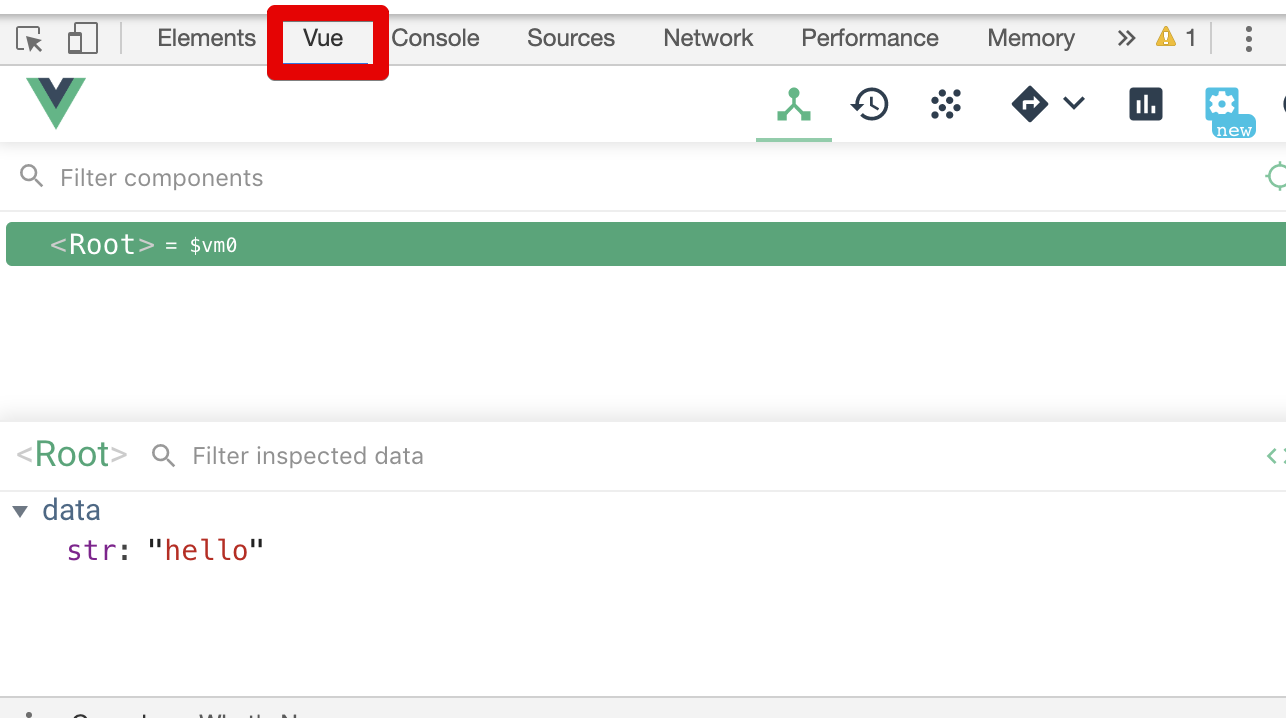 Elements Vue Console Sources Network Performance Memory » 1
new
Filter components
<Root> = $vm0
<Root> Filter inspected data
data
str: "hello"